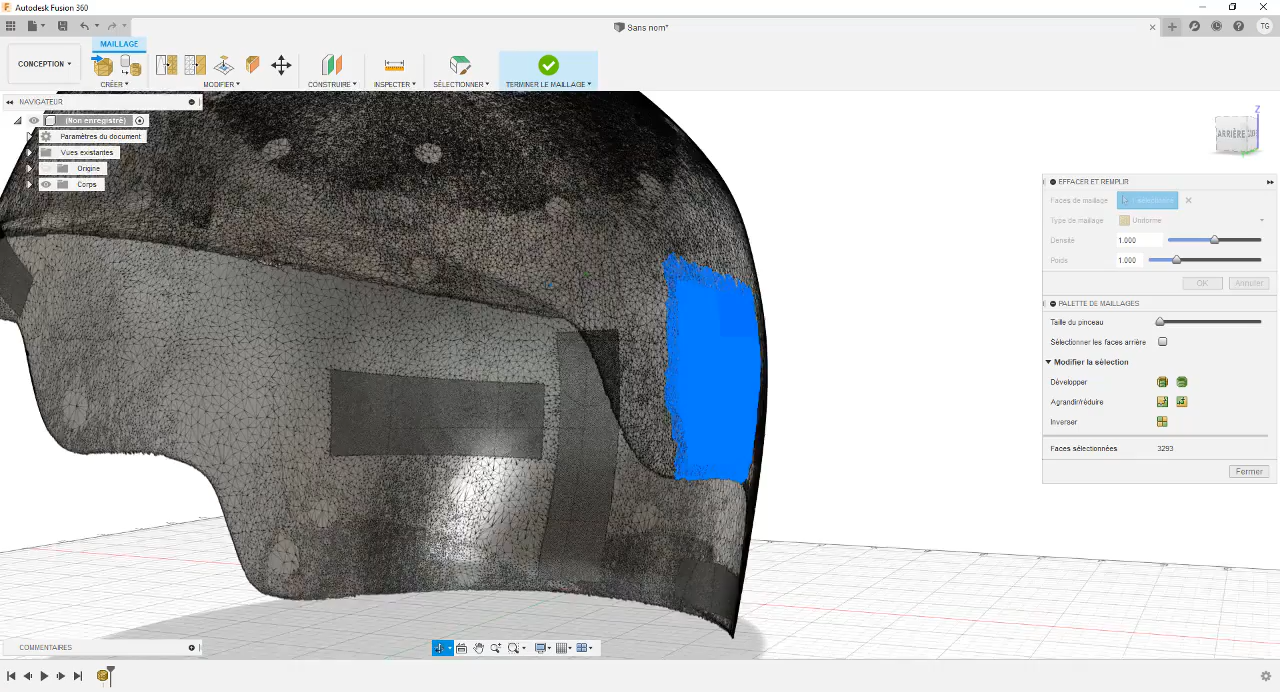 Autodesk Fusion 360
Sans nom*
TG
MAILLAGE
CONCEPTION
CRÉER
MODIFIER
CONSTRUIRE
INSPECTER
SÉLECTIONNER
TERMINER LE MAILLAGE
NAVIGATEUR
(Non enregistré)
Paramètres du document
Vues existantes
Origine
Corps
Z
ARRIÈRE
EFFACER ET REMPLIR
Faces de maillage
Type de maillage
Uniforme
Densité
1.000
Poids
1.000
OK
Annuler
PALETTE DE MAILLAGES
Taille du pinceau
Sélectionner les faces arrière
Modifier la sélection
Développer
Agrandir/réduire
Inverser
Faces sélectionnées
3293
Fermer
COMMENTAIRES